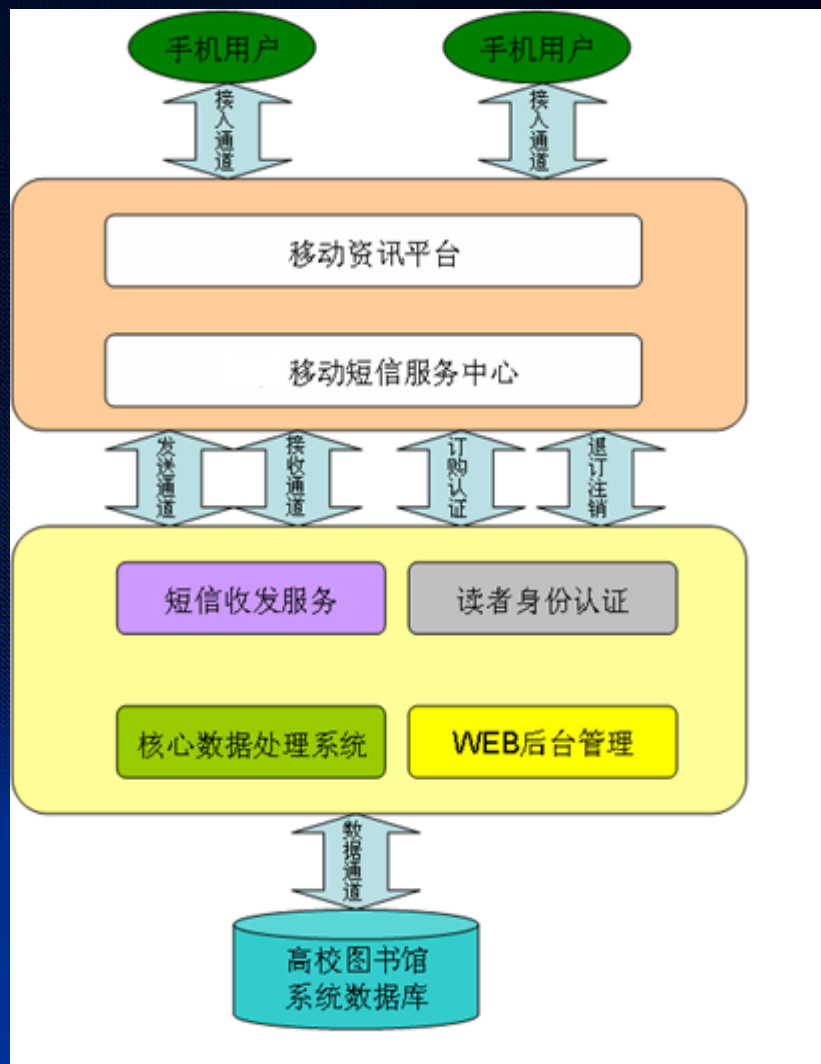 手机用户
手机用户
接入通道
接入通道
移动资讯平台
移动短信服务中心
发送通道
接收通道
订购认证
退订注销
短信收发服务
读者身份认证
核心数据处理系统
WEB后台管理
数据通道
高校图书馆
系统数据库